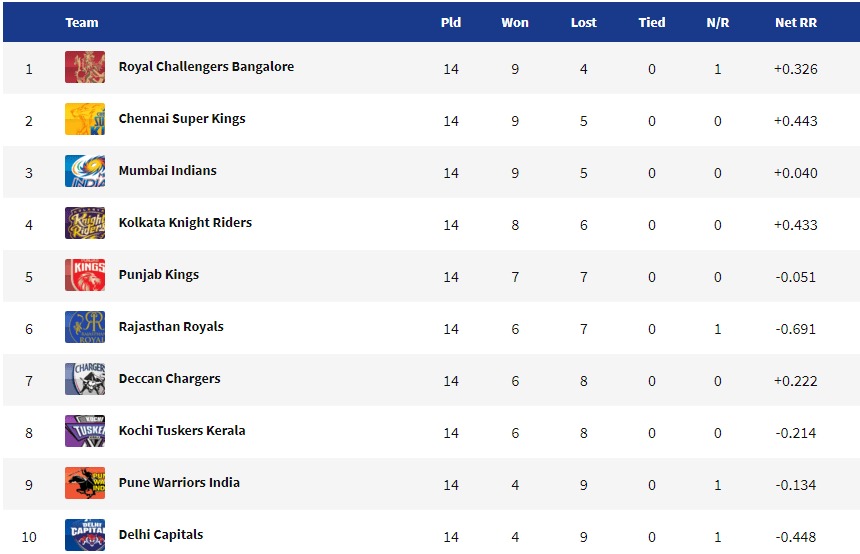 Team Pld Won Lost Tied N/R Net RR
1 Royal Challengers Bangalore 14 9 4 0 1 +0.326
2 Chennai Super Kings 14 9 5 0 0 +0.443
3 Mumbai Indians 14 9 5 0 0 +0.040
4 Kolkata Knight Riders 14 8 6 0 0 +0.433
5 KINGS Punjab Kings 14 7 7 0 0 -0.051
6 Rajasthan Royals 14 6 7 0 1 -0.691
7 Deccan Chargers 14 6 8 0 0 +0.222
8 Kochi Tuskers Kerala 14 6 8 0 0 -0.214
9 Pune Warriors India 14 4 9 0 1 -0.134
10 Delhi Capitals 14 4 9 0 1 -0.448